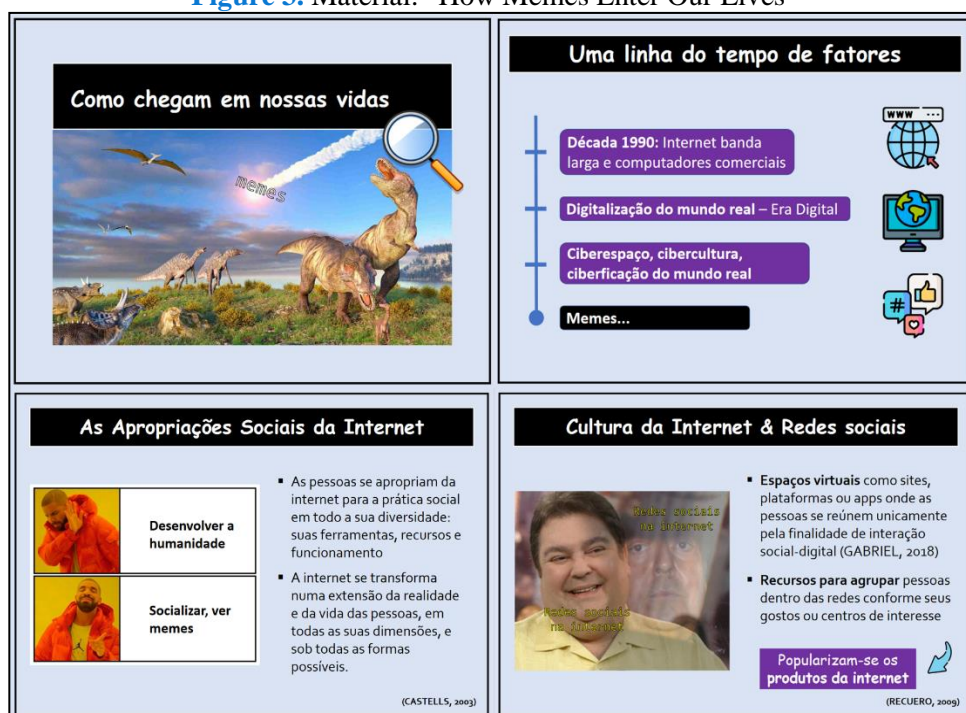 Figure 3. Material: "How Memes Enter Our Lives"
Como chegam em nossas vidas
memes
Uma linha do tempo de fatores
Década 1990: Internet banda
larga e computadores comerciais
Digitalização do mundo real – Era Digital
Ciberespaço, cibercultura,
ciberficação do mundo real
Memes...
WWW
#
As Apropriações Sociais da Internet
Desenvolver a
humanidade
Socializar, ver
memes
▪ As pessoas se apropriam da
internet para a prática social
em todo a sua diversidade:
suas ferramentas, recursos e
funcionamento
▪ A internet se transforma
numa extensão da realidade
e da vida das pessoas, em
todas as suas dimensões, e
sob todas as formas
possíveis.
(CASTELLS, 2003)
Cultura da Internet & Redes sociais
Redes sociais
da internet
Redes sociais
na internet
▪ Espaços virtuais como sites,
plataformas ou apps onde as
pessoas se reúnem unicamente
pela finalidade de interação
social-digital (GABRIEL, 2018)
▪ Recursos para agrupar pessoas
dentro das redes conforme seus
gostos ou centros de interesse
Popularizam-se os
produtos da internet
(RECUERO, 2009)